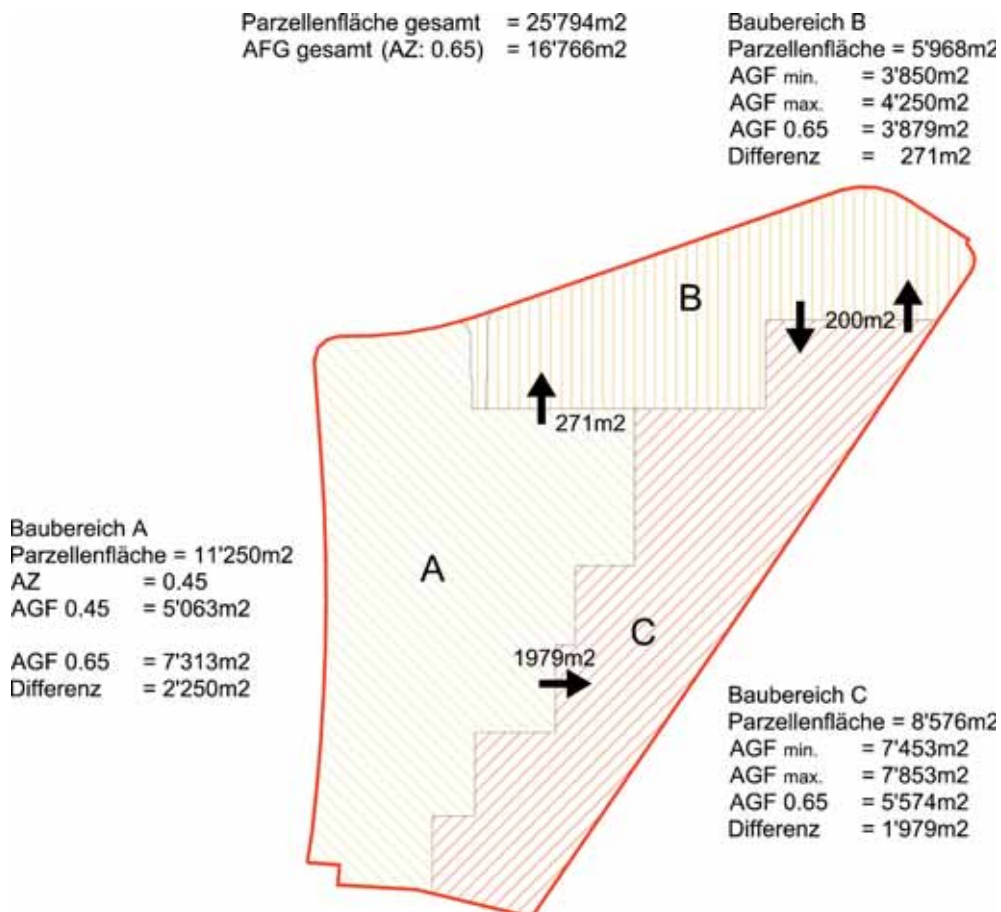 Parzellenfläche gesamt = 25'794m2
AFG gesamt (AZ: 0.65) = 16'766m2
Baubereich B
Parzellenfläche = 5'968m2
AGF min. = 3'850m2
AGF max. = 4'250m2
AGF 0.65 = 3'879m2
Differenz = 271m2
B
200m2
271m2
A
C
1979m2
Baubereich A
Parzellenfläche = 11'250m2
AZ = 0.45
AGF 0.45 = 5'063m2
AGF 0.65 = 7'313m2
Differenz = 2'250m2
Baubereich C
Parzellenfläche = 8'576m2
AGF min. = 7'453m2
AGF max. = 7'853m2
AGF 0.65 = 5'574m2
Differenz = 1'979m2